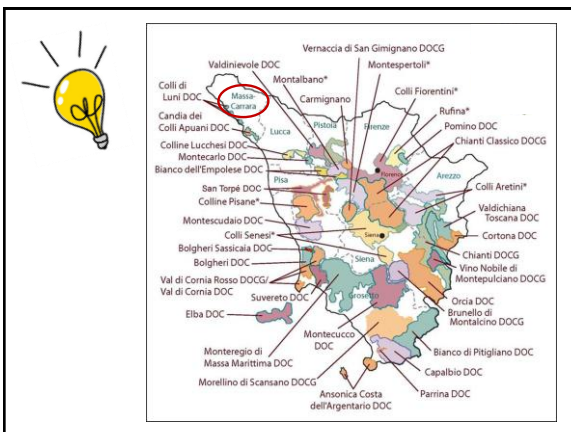 Vernaccia di San Gimignano DOCG
Valdinievole DOC
Montespertoli*
Montalbano*
Colli Fiorentini*
Colli di
Luni DOC
Massa-
Carrara
Carmignano
Rufina*
Pomino DOC
Candia dei
Colli Apuani DOC
Lucca
Pistoia
Firenze
Chianti Classico DOCG
Colline Lucchesi DOC
Montecarlo DOC
Bianco dell'Empolese DOC
Florence
Arezzo
Pisa
San Torpé DOC
Colli Aretini*
Colline Pisane*
Valdichiana
Toscana DOC
Montescudaio DOC
Colli Senesi*
Siena
Cortona DOC
Bolgheri Sassicaia DOC
Siena
Chianti DOCG
Bolgheri DOC
Vino Nobile di
Montepulciano DOCG
Val di Cornia Rosso DOCG/
Val di Cornia DOC
Suvereto DOC
Grosseto
Orcia DOC
Elba DOC
Brunello di
Montalcino DOCG
Montecucco
DOC
Monteregio di
Massa Marittima DOC
Bianco di Pitigliano DOC
Capalbio DOC
Morellino di Scansano DOCG
Parrina DOC
Ansonica Costa
dell'Argentario DOC